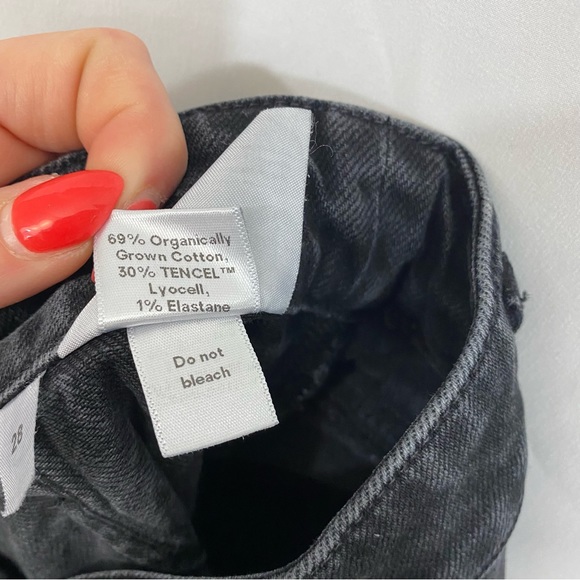 69% Organically
Grown Cotton,
30% TENCEL™
Lyocell,
1% Elastane
Do not
bleach
28